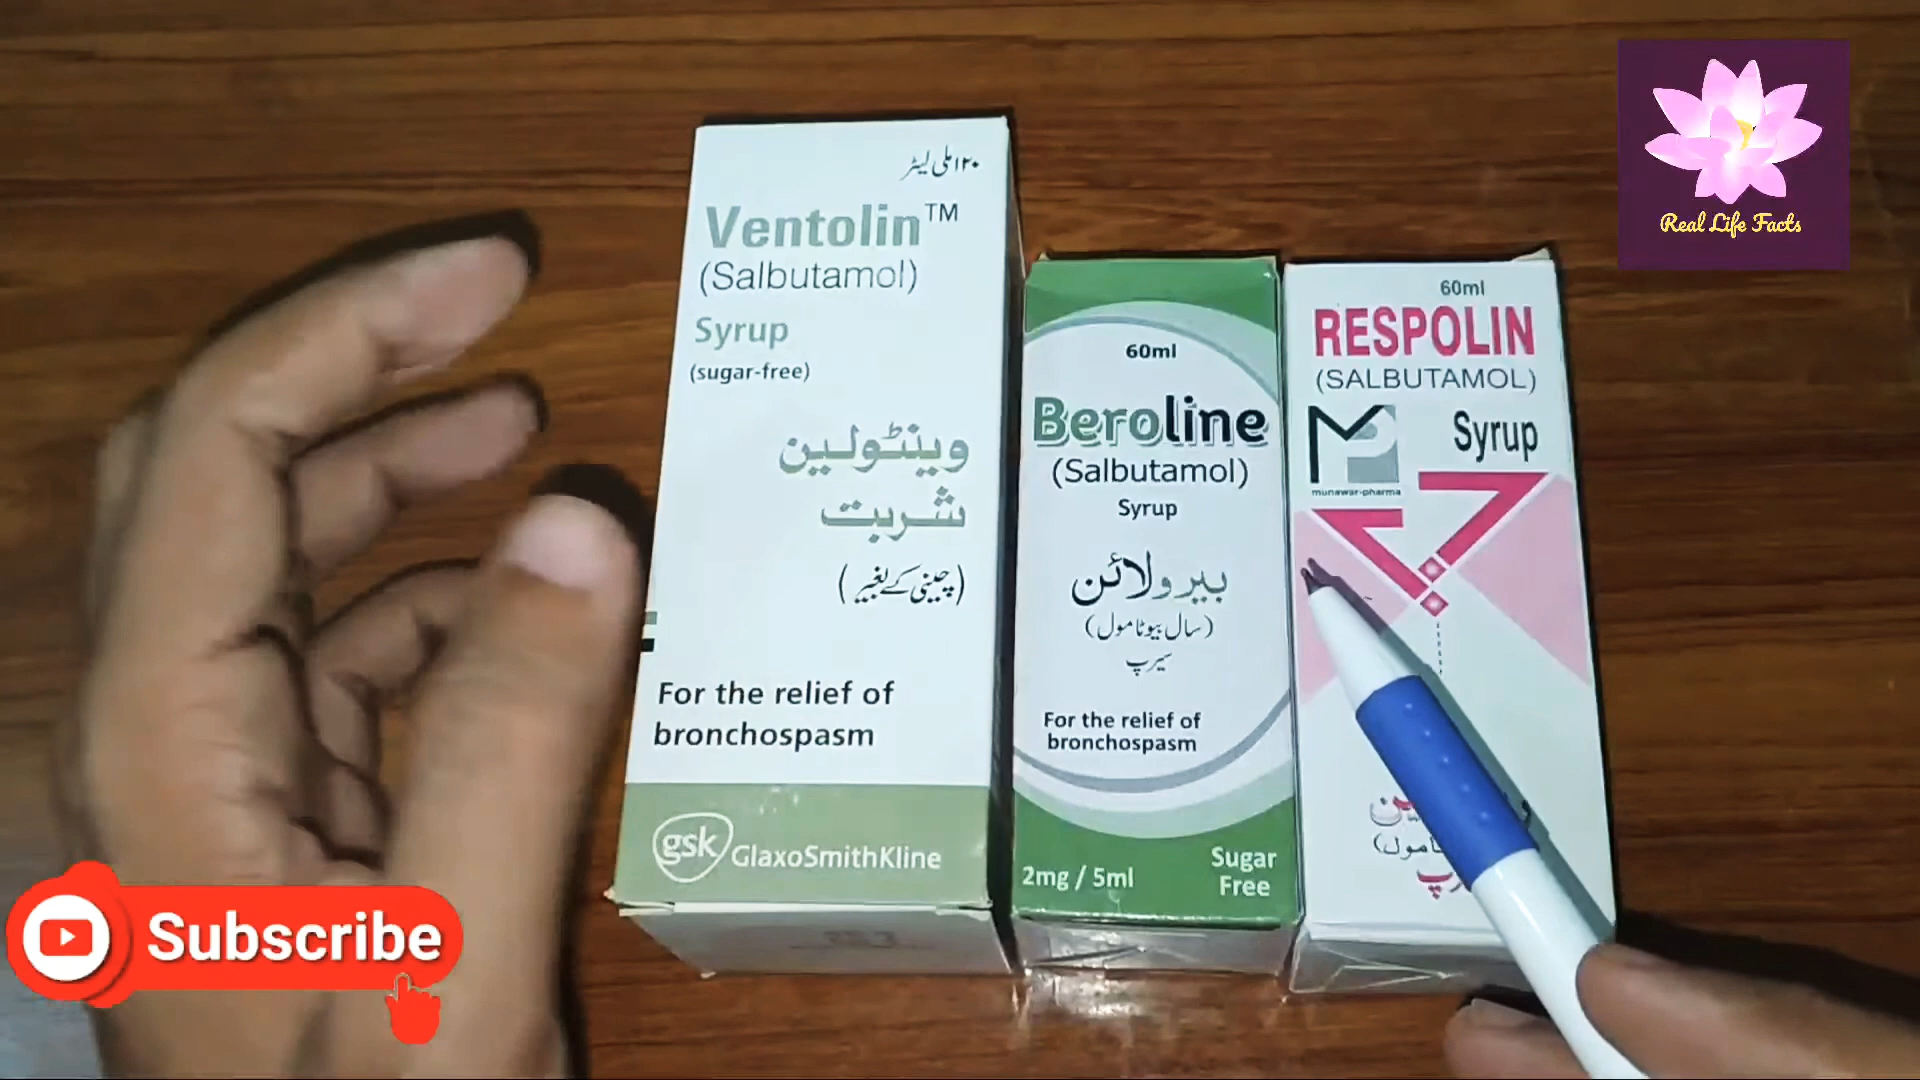 ۱۲۰ ملی لیٹر
Ventolin™
(Salbutamol)
Syrup
(sugar-free)
وینٹولین
شربت
(چینی کے بغیر)
For the relief of
bronchospasm
gsk GlaxoSmithKline
60ml
Beroline
(Salbutamol)
Syrup
بیرولائن
(سال بیوٹامول)
سیرپ
For the relief of
bronchospasm
2mg / 5ml
Sugar
Free
60ml
RESPOLIN
(SALBUTAMOL)
Syrup
munawar-pharma
Real Life Facts
Subscribe